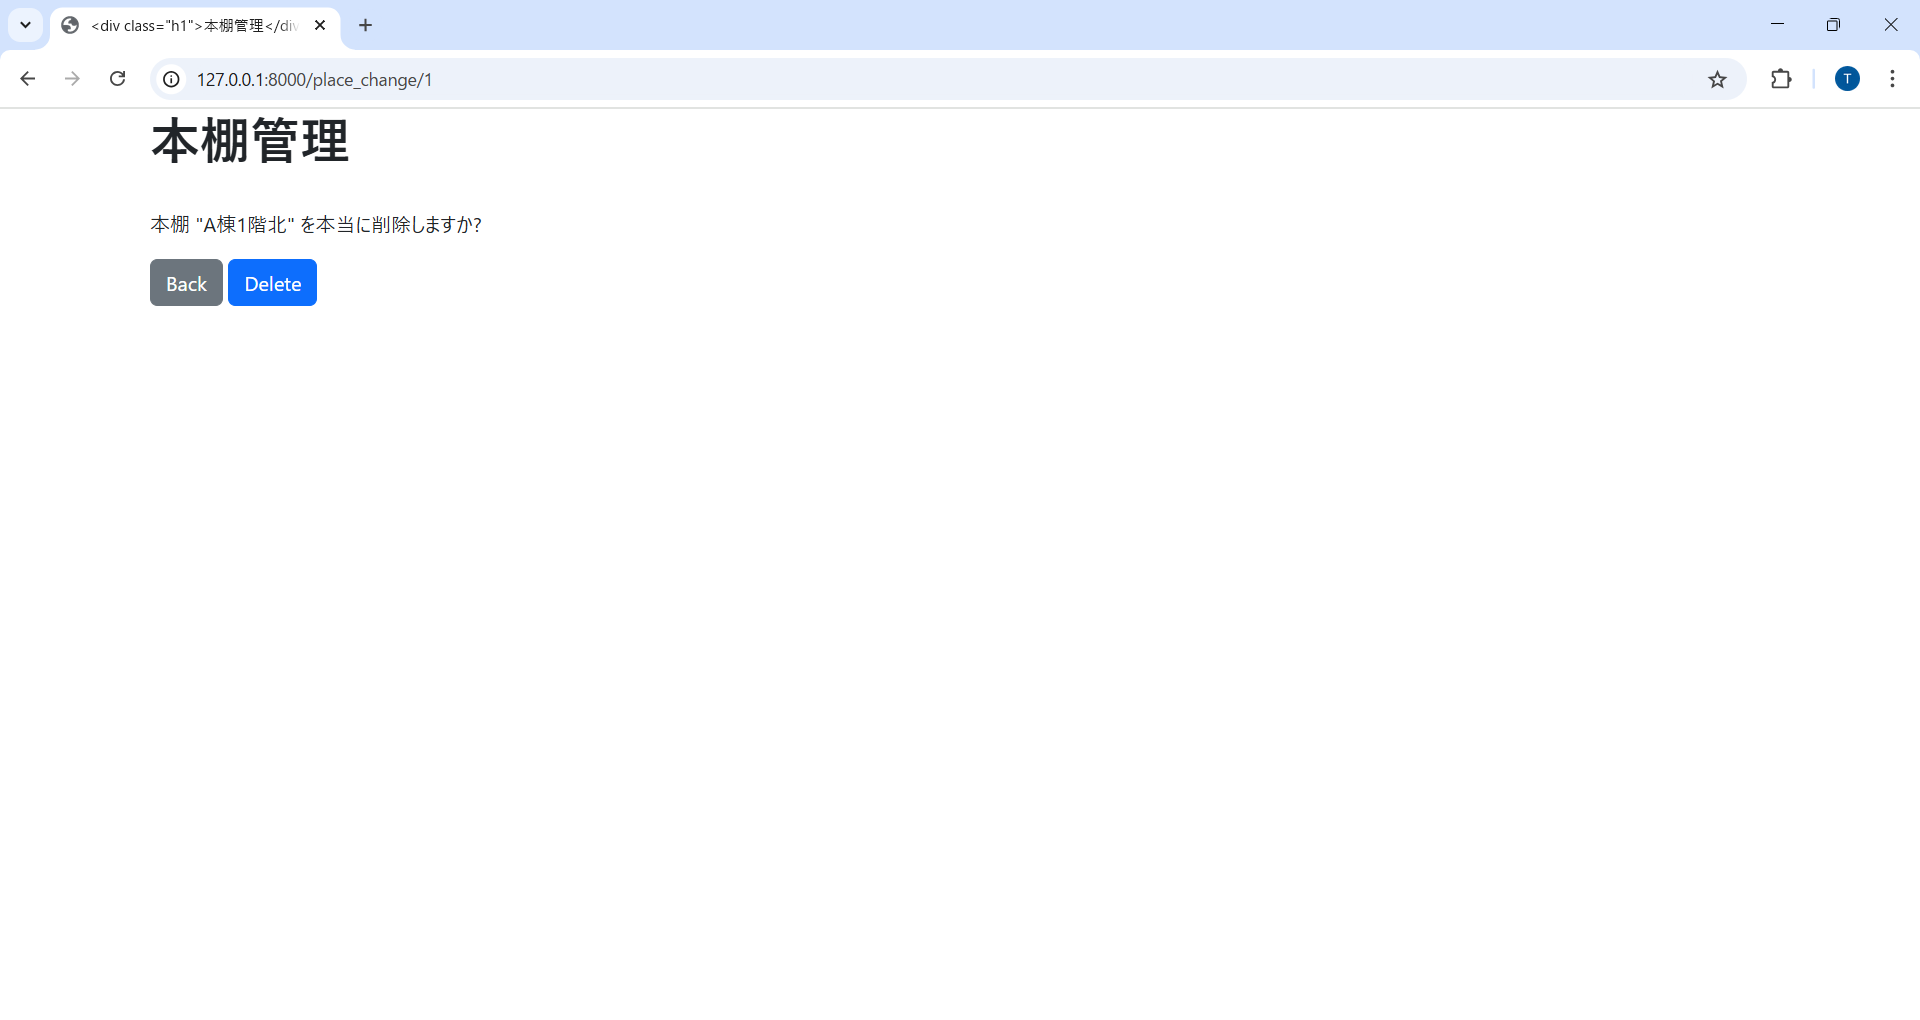 <div class="h1">本棚管理</div
127.0.0.1:8000/place_change/1
T
本棚管理
本棚 "A棟1階北" を本当に削除しますか?
Back Delete